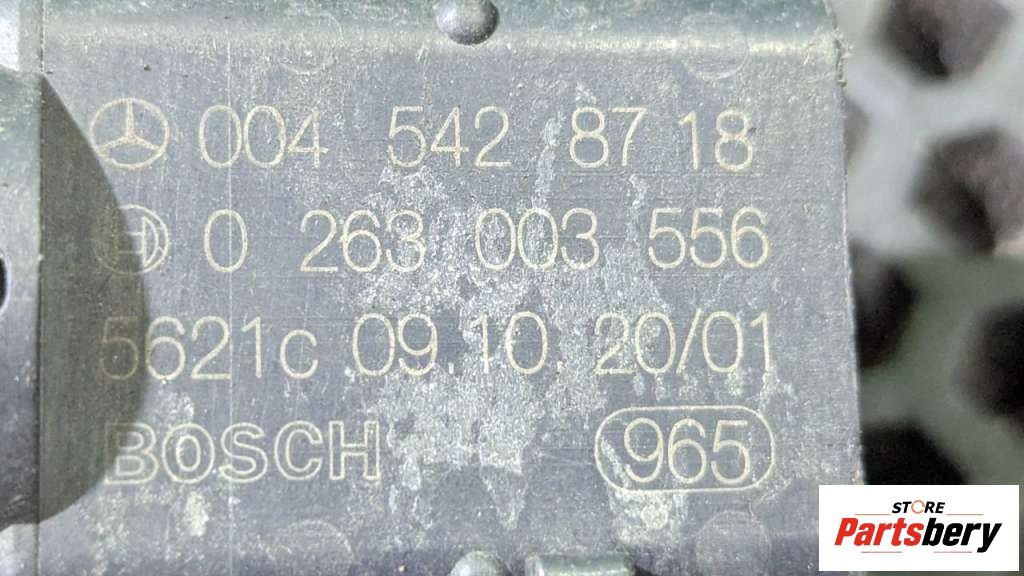 004 542 87 18
0 263 003 556
5621c 09.10. 20/01
BOSCH 965
STORE
Partsbery